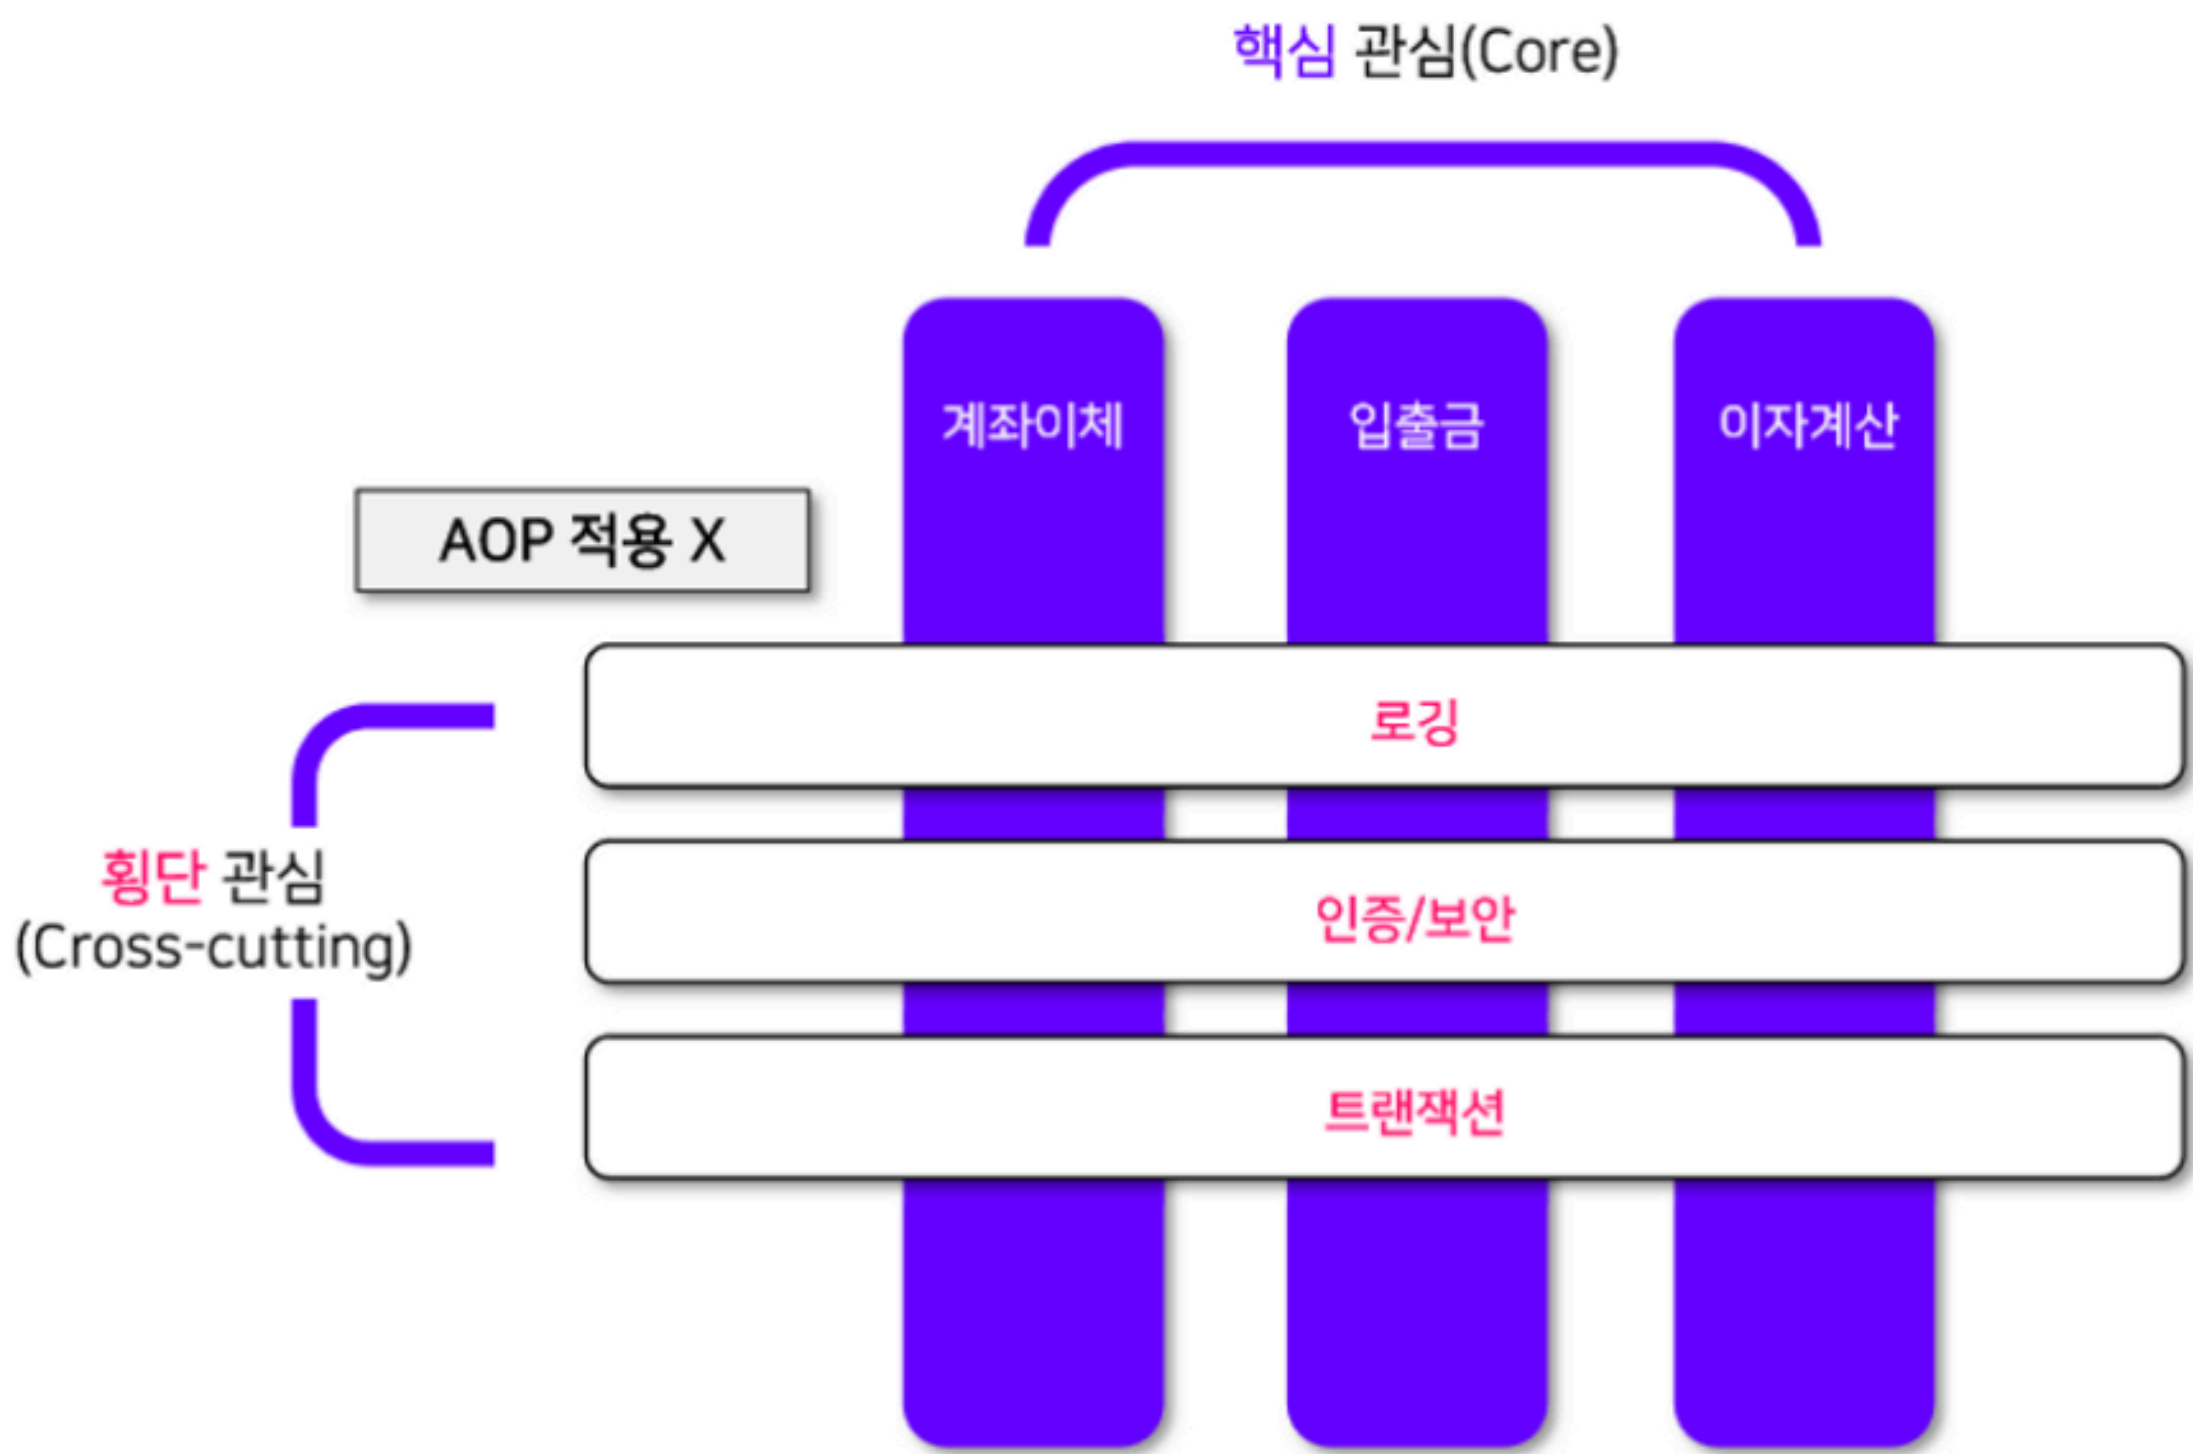 핵심 관심(Core)
계좌이체
입출금
이자계산
AOP 적용 X
로깅
횡단 관심
(Cross-cutting)
인증/보안
트랜잭션